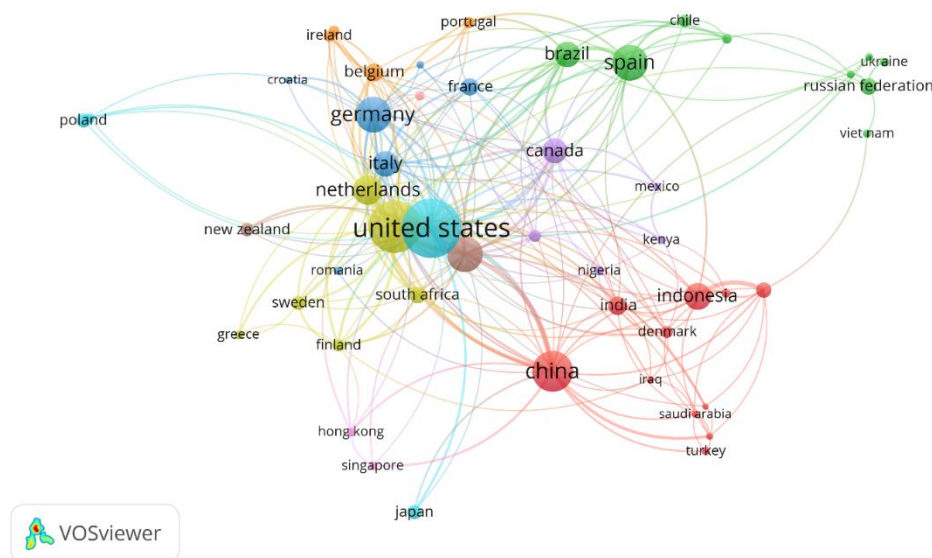 chile
portugal
ireland
brazil
spain
ukraine
belgium
croatia
france
russian federation
germany
poland
viet nam
canada
italy
netherlands
mexico
united states
new zealand
kenya
romania
nigeria
south africa
indonesia
sweden
india
greece
denmark
finland
china
iraq
saudi arabia
hong kong
turkey
singapore
japan
VOSviewer